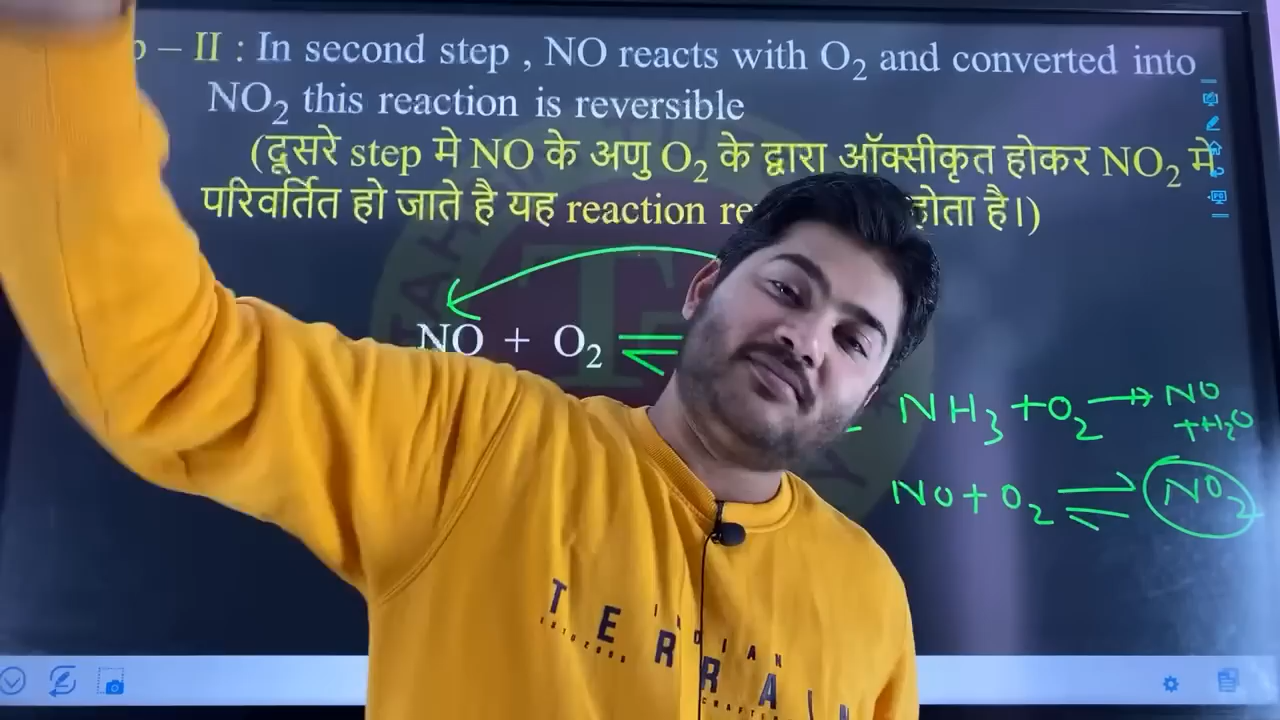 – II : In second step , NO reacts with O₂ and converted into
NO₂ this reaction is reversible
(दूसरे step मे NO के अणु O₂ के द्वारा ऑक्सीकृत होकर NO₂ मे
परिवर्तित हो जाते है यह reaction re होता है।)
NO + O₂ ⇌
NH₃ + O₂ → NO
+ H₂O
NO + O₂ ⇌ NO₂
INDIAN
TERRAIN